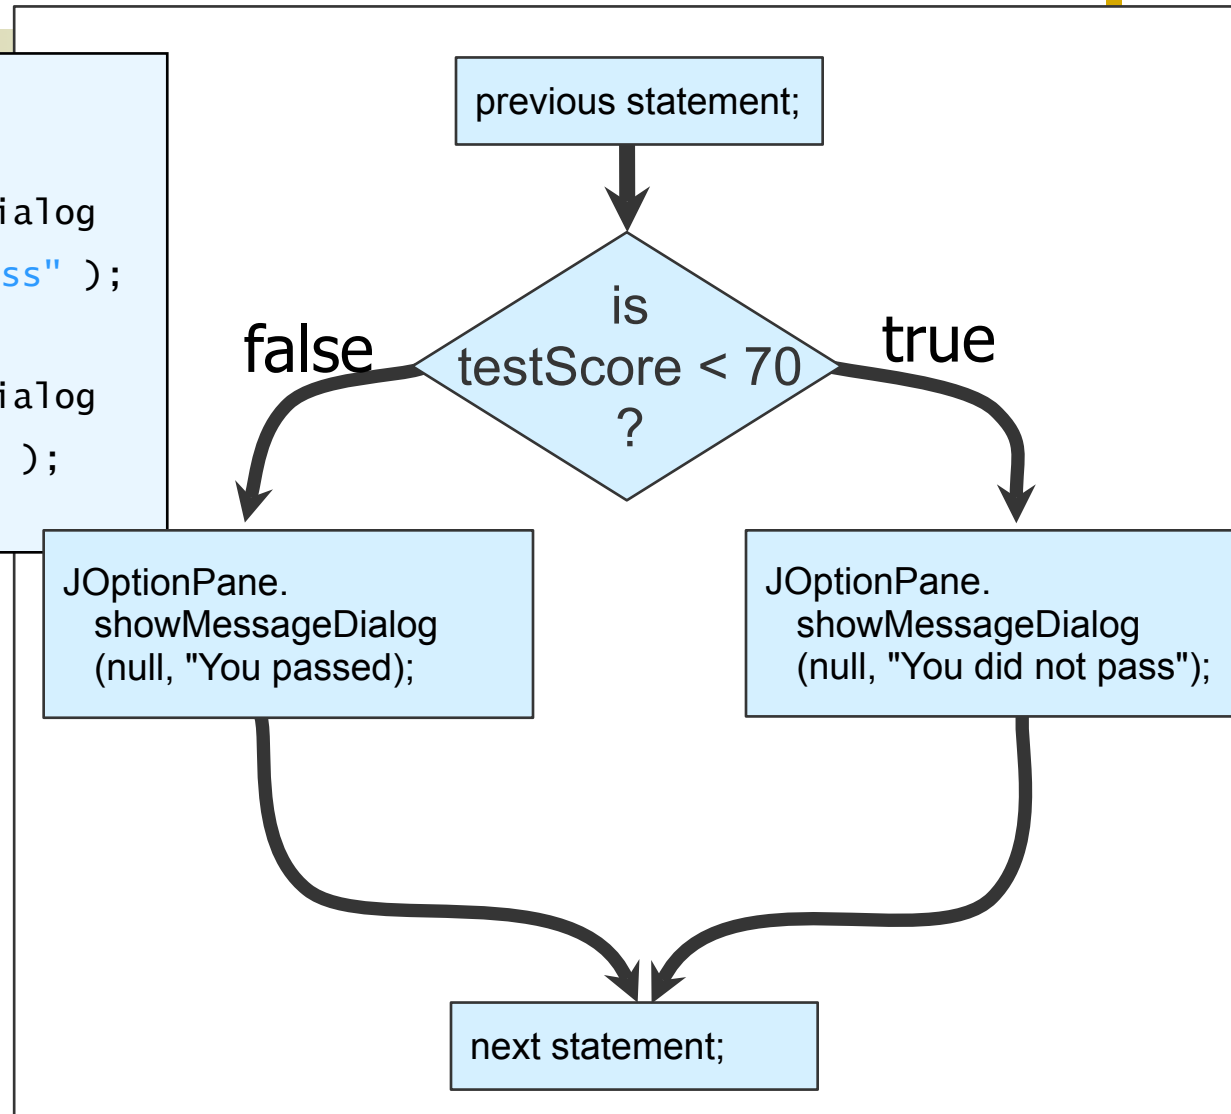 previous statement;
ialog
ss" );
ialog
);
is
testScore < 70
?
false
true
JOptionPane.
showMessageDialog
(null, "You passed);
JOptionPane.
showMessageDialog
(null, "You did not pass");
next statement;